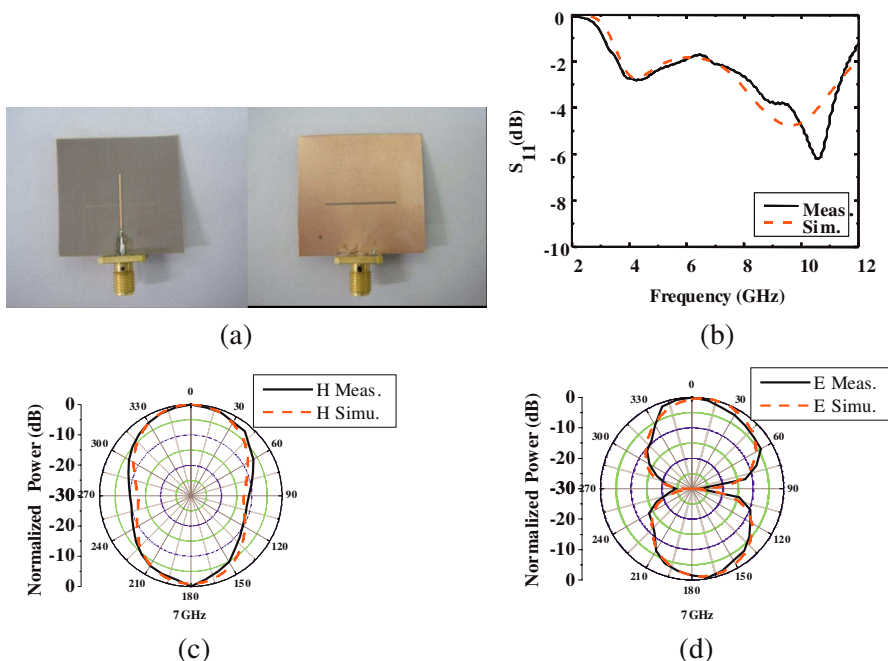 0
-2
-4
-6
-8
-10
S11(dB)
Meas.
Sim.
2 4 6 8 10 12
Frequency (GHz)
(a)
(b)
H Meas.
H Simu.
Normalized Power (dB)
0
-10
-20
-30
-20
-10
0
0
30
60
90
120
150
180
210
240
270
300
330
7 GHz
(c)
E Meas.
E Simu.
Normalized Power (dB)
0
-10
-20
-30
-20
-10
0
0
30
60
90
120
150
180
210
240
270
300
330
7 GHz
(d)